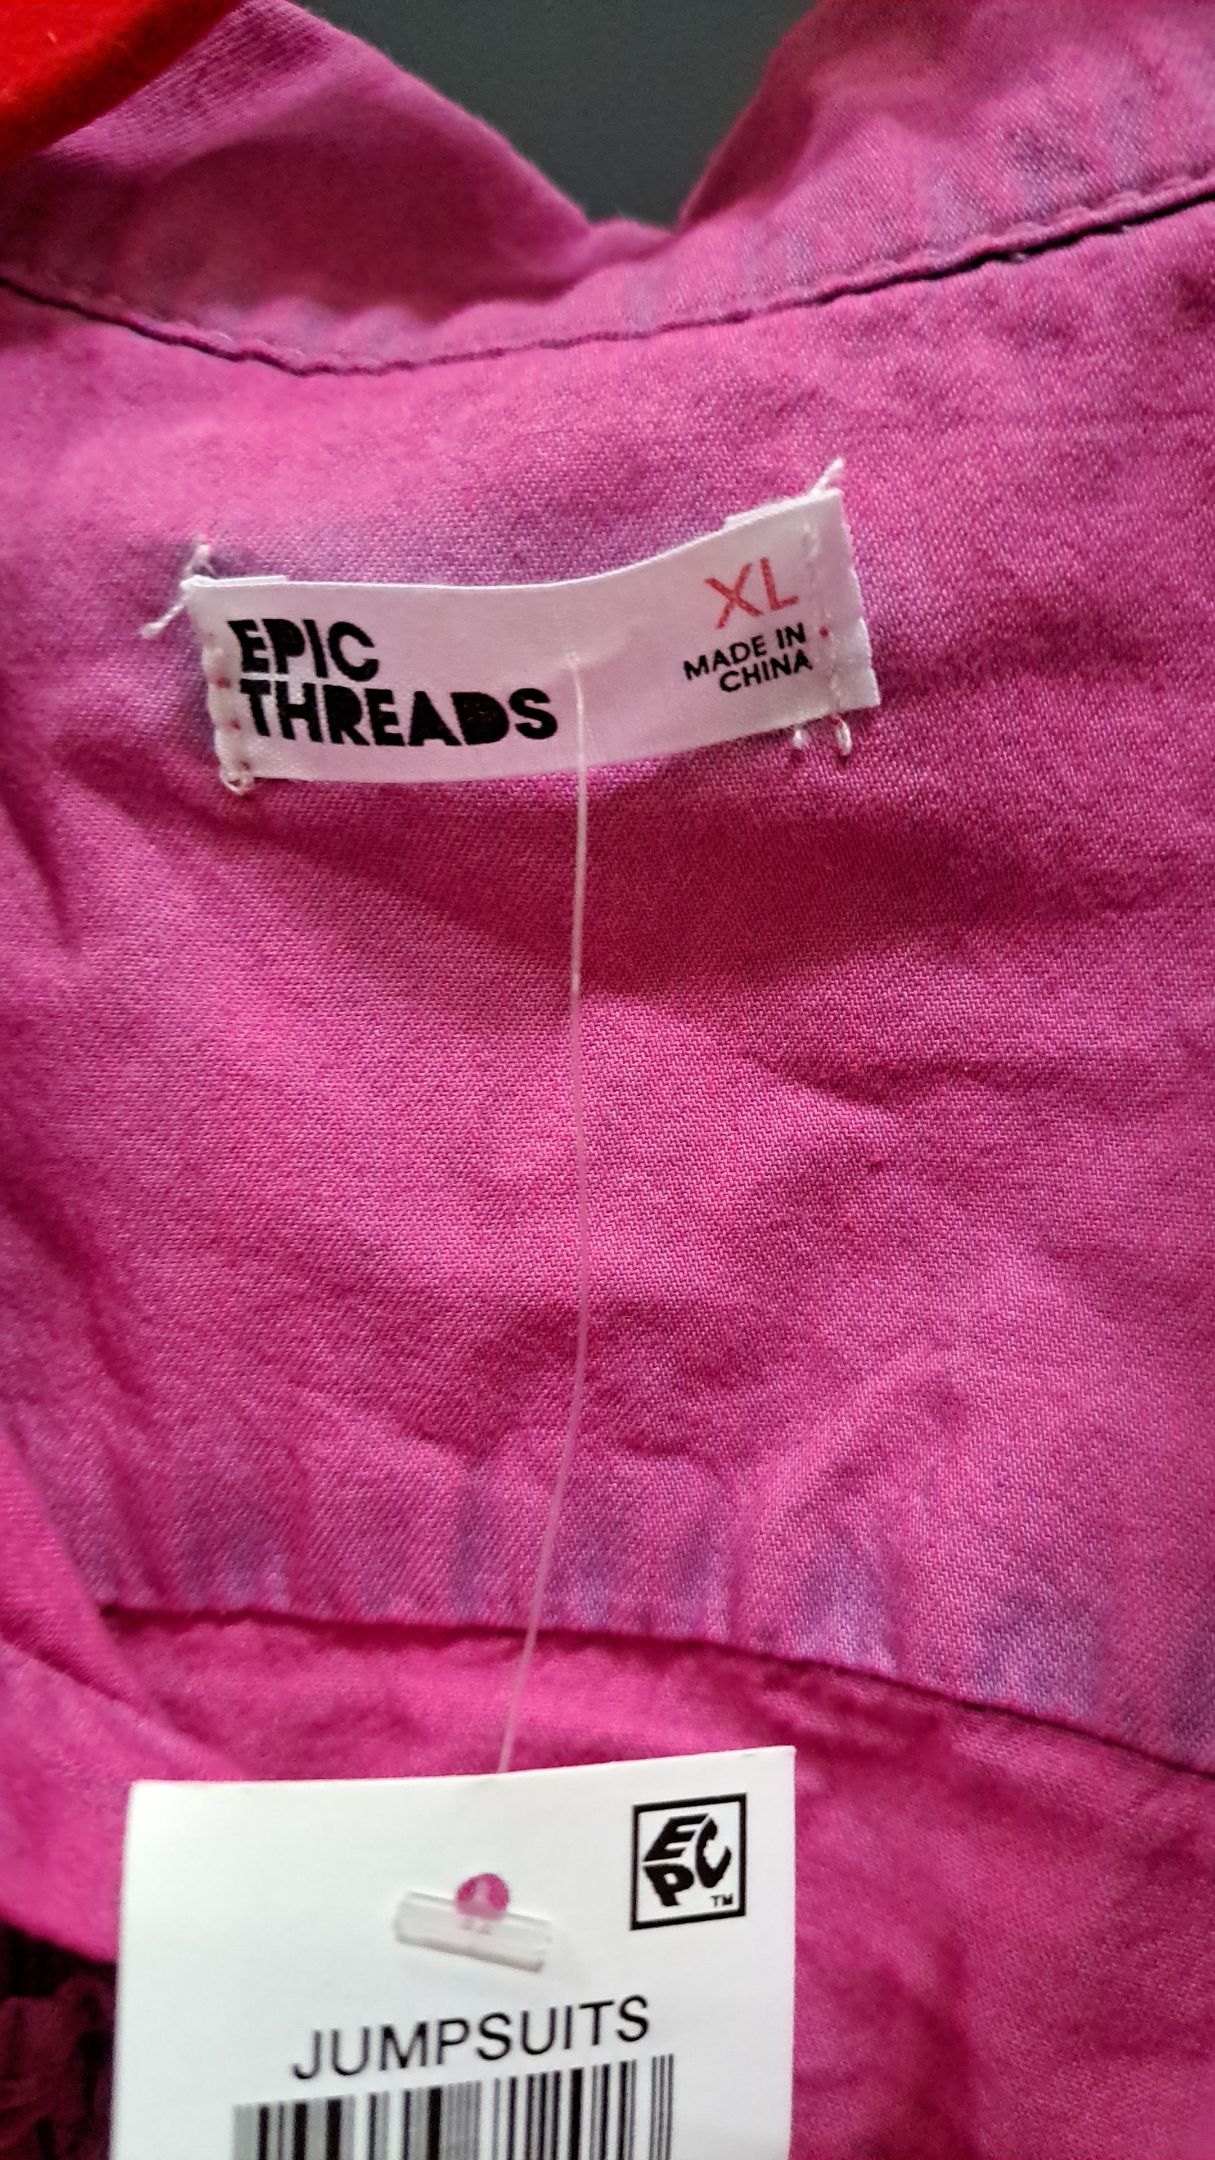 EPIC
THREADS
XL
MADE IN
CHINA
EPC
TM
JUMPSUITS